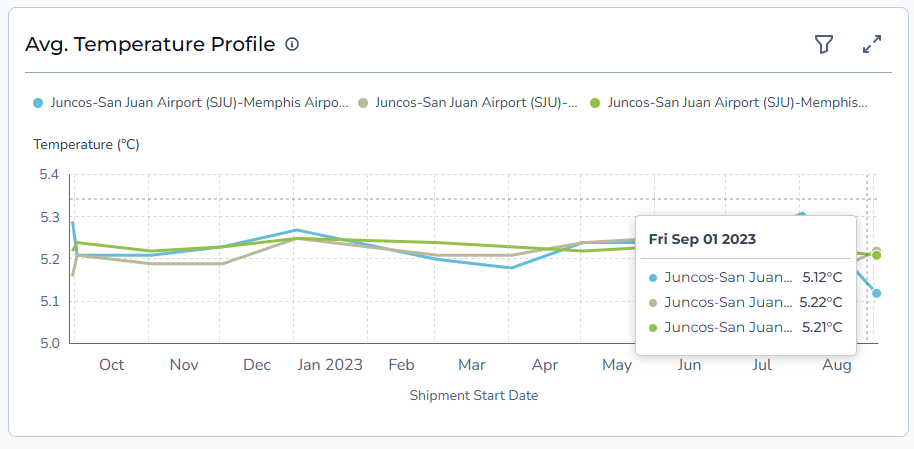 Avg. Temperature Profile
Juncos-San Juan Airport (SJU)-Memphis Airpo... Juncos-San Juan Airport (SJU)-... Juncos-San Juan Airport (SJU)-Memphis...
Temperature (°C)
5.4
5.3
5.2
5.1
5.0
Fri Sep 01 2023
Juncos-San Juan... 5.12°C
Juncos-San Juan... 5.22°C
Juncos-San Juan... 5.21°C
Oct Nov Dec Jan 2023 Feb Mar Apr May Jun Jul Aug
Shipment Start Date